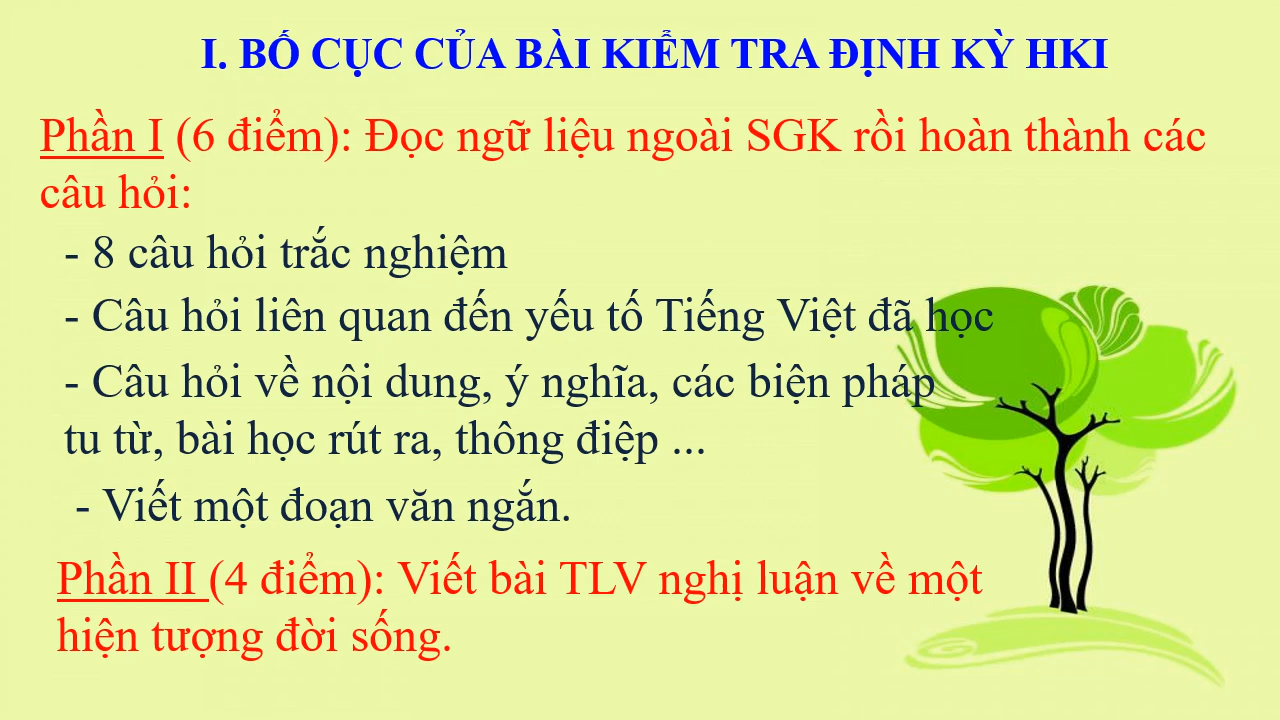 I. BỐ CỤC CỦA BÀI KIỂM TRA ĐỊNH KỲ HKI
Phần I (6 điểm): Đọc ngữ liệu ngoài SGK rồi hoàn thành các
câu hỏi:
- 8 câu hỏi trắc nghiệm
- Câu hỏi liên quan đến yếu tố Tiếng Việt đã học
- Câu hỏi về nội dung, ý nghĩa, các biện pháp
tu từ, bài học rút ra, thông điệp ...
- Viết một đoạn văn ngắn.
Phần II (4 điểm): Viết bài TLV nghị luận về một
hiện tượng đời sống.